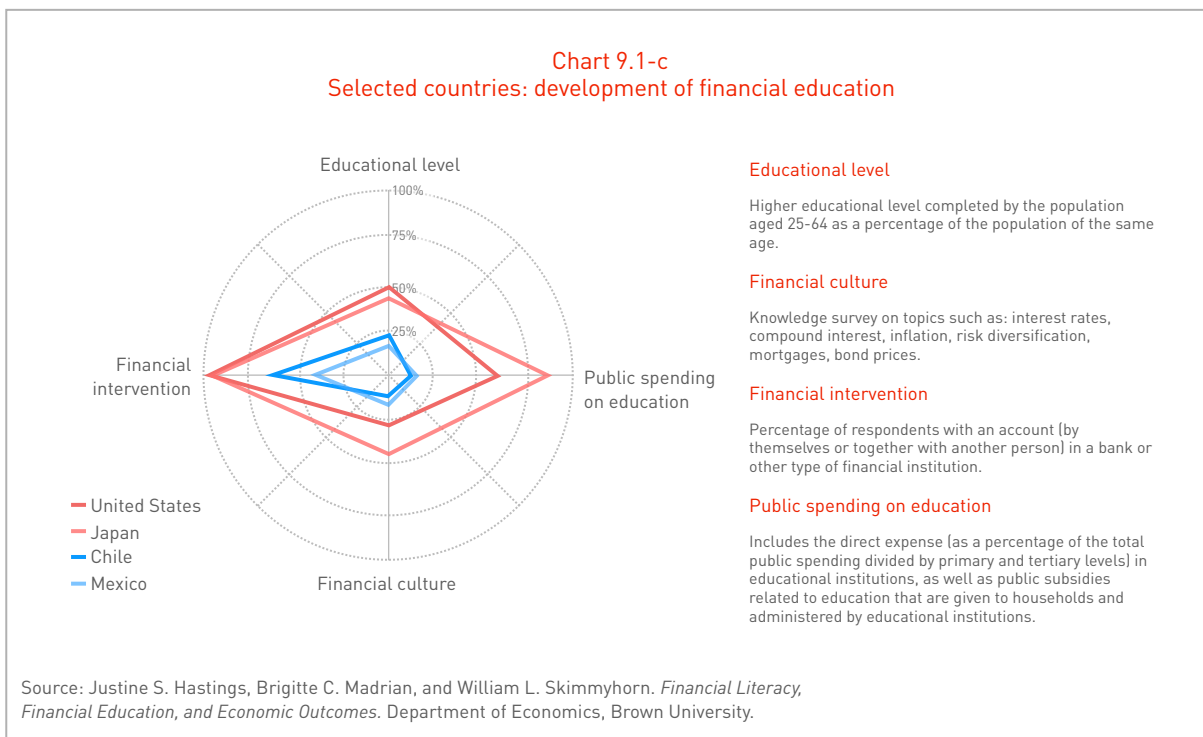 Chart 9.1-c
Selected countries: development of financial education
Educational level
100%
75%
50%
25%
Financial
intervention
Public spending
on education
Financial culture
United States
Japan
Chile
Mexico
Educational level
Higher educational level completed by the population
aged 25-64 as a percentage of the population of the same
age.
Financial culture
Knowledge survey on topics such as: interest rates,
compound interest, inflation, risk diversification,
mortgages, bond prices.
Financial intervention
Percentage of respondents with an account (by
themselves or together with another person) in a bank or
other type of financial institution.
Public spending on education
Includes the direct expense (as a percentage of the total
public spending divided by primary and tertiary levels) in
educational institutions, as well as public subsidies
related to education that are given to households and
administered by educational institutions.
Source: Justine S. Hastings, Brigitte C. Madrian, and William L. Skimmyhorn. Financial Literacy,
Financial Education, and Economic Outcomes. Department of Economics, Brown University.